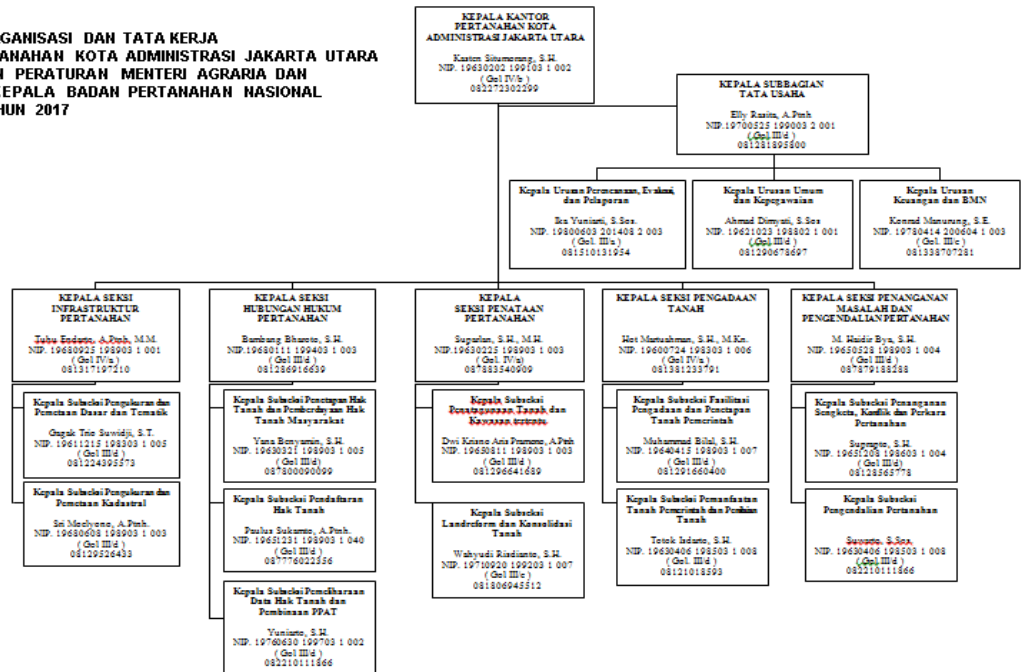 GANISASI DAN TATA KERJA
ANAHAN KOTA ADMINISTRASI JAKARTA UTARA
N PERATURAN MENTERI AGRARIA DAN
EPALA BADAN PERTANAHAN NASIONAL
HUN 2017
KEPALA KANTOR
PERTANAHAN KOTA
ADMINISTRASI JAKARTA UTARA
Kasten Situmorang, S.H.
NIP. 19630202 199103 1 002
( Gol IV/b )
082272302299
KEPALA SUBBAGIAN
TATA USAHA
Elly Rasita, A.Ptnh
NIP.19700525 199003 2 001
( Gol III/d )
081281895800
Kepala Urusan Perencanaan, Evaluasi,
dan Pelaporan
Ika Yuniarti, S.Sos.
NIP. 19800603 201408 2 003
( Gol. III/a )
081510131954
Kepala Urusan Umum
dan Kepegawaian
Ahmad Dimyati, S.Sos
NIP. 19621023 198802 1 001
( Gol III/d )
081290678697
Kepala Urusan
Keuangan dan BMN
Konrad Manurung, S.E.
NIP. 19780414 200604 1 003
( Gol. III/c )
081338707281
KEPALA SEKSI
INFRASTRUKTUR
PERTANAHAN
Tubu Endarto, A.Ptnh, M.M.
NIP. 19680925 198903 1 001
( Gol IV/a )
081317197210
KEPALA SEKSI
HUBUNGAN HUKUM
PERTANAHAN
Bambang Bharoto, S.H.
NIP.19680111 199403 1 003
( Gol III/d )
081286916639
KEPALA
SEKSI PENATAAN
PERTANAHAN
Suparlan, S.H., M.H.
NIP.19630225 198903 1 003
( Gol. IV/a)
087883540909
KEPALA SEKSI PENGADAAN
TANAH
Hot Martuahman, S.H., M.Kn.
NIP. 19600724 198303 1 006
( Gol. IV/a )
081381233791
KEPALA SEKSI PENANGANAN
MASALAH DAN
PENGENDALIAN PERTANAHAN
M. Haidir Bya, S.H.
NIP. 19650528 198903 1 004
( Gol III/d )
087879188288
Kepala Subseksi Pengukuran dan
Pemetaan Dasar dan Tematik
Gagak Trio Suwidji, S.T.
NIP. 19611215 198303 1 005
( Gol III/d )
081224395573
Kepala Subseksi Penetapan Hak
Tanah dan Pemberdayaan Hak
Tanah Masyarakat
Yana Benyamin, S.H.
NIP. 19630321 198903 1 005
( Gol III/d )
087800090099
Kepala Subseksi
Penatagunaan Tanah dan
Kawasan tertentu
Dwi Krisno Aris Pramono, A.Ptnh
NIP. 19650811 198903 1 003
( Gol III/d )
081296641689
Kepala Subseksi Fasilitasi
Pengadaan dan Penetapan
Tanah Pemerintah
Muhammad Bilal, S.H.
NIP. 19640415 198903 1 007
( Gol III/d )
081291660400
Kepala Subseksi Penanganan
Sengketa, Konflik dan Perkara
Pertanahan
Suprapto, S.H.
NIP. 19651208 198603 1 004
( Gol III/d)
08128565778
Kepala Subseksi Pengukuran dan
Pemetaan Kadastral
Sri Moelyono, A.Ptnh.
NIP. 19680608 198903 1 003
( Gol III/d )
08129526433
Kepala Subseksi Pendaftaran
Hak Tanah
Paulus Sukamto, A.Ptnh.
NIP. 19651231 198903 1 040
( Gol III/d )
087776022356
Kepala Subseksi
Landreform dan Konsolidasi
Tanah
Wahyudi Risdianto, S.H.
NIP. 19710920 199203 1 007
( Gol III/c )
081806945512
Kepala Subseksi Pemanfaatan
Tanah Pemerintah dan Penilaian
Tanah
Totok Indarto, S.H.
NIP. 19630406 198503 1 008
( Gol. III/d )
08121018593
Kepala Subseksi
Pengendalian Pertanahan
Suwarto, S.Sos.
NIP. 19630406 198503 1 008
( Gol III/d )
082210111866
Kepala Subseksi Pemeliharaan
Data Hak Tanah dan
Pembinaan PPAT
Yuniarto, S.H.
NIP. 19760630 199703 1 002
( Gol III/d )
082210111866